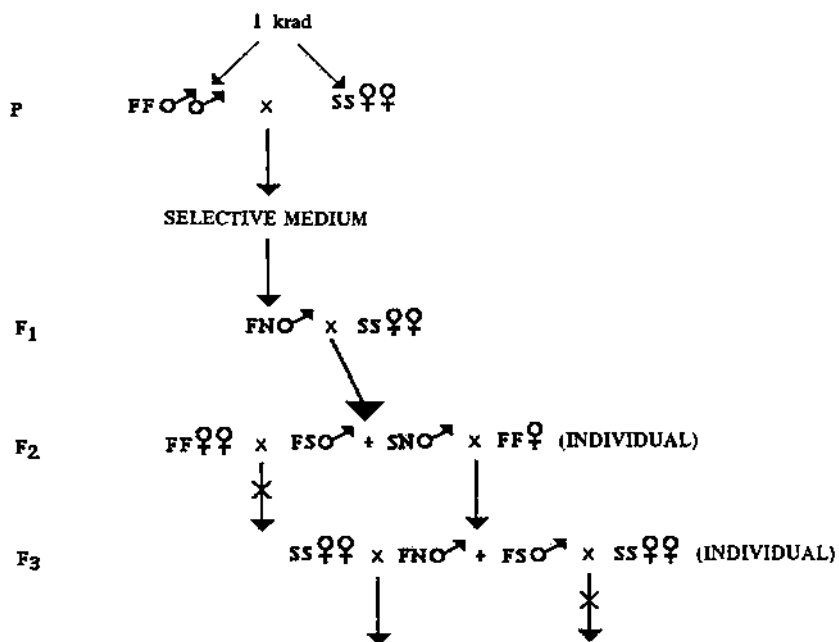 1 krad
P FF♂♂ x SS♀♀
SELECTIVE MEDIUM
F1 FN♂ x SS♀♀
F2 FF♀♀ x FS♂ + SN♂ x FF♀ (INDIVIDUAL)
F3 SS♀♀ x FN♂ + FS♂ x SS♀♀ (INDIVIDUAL)